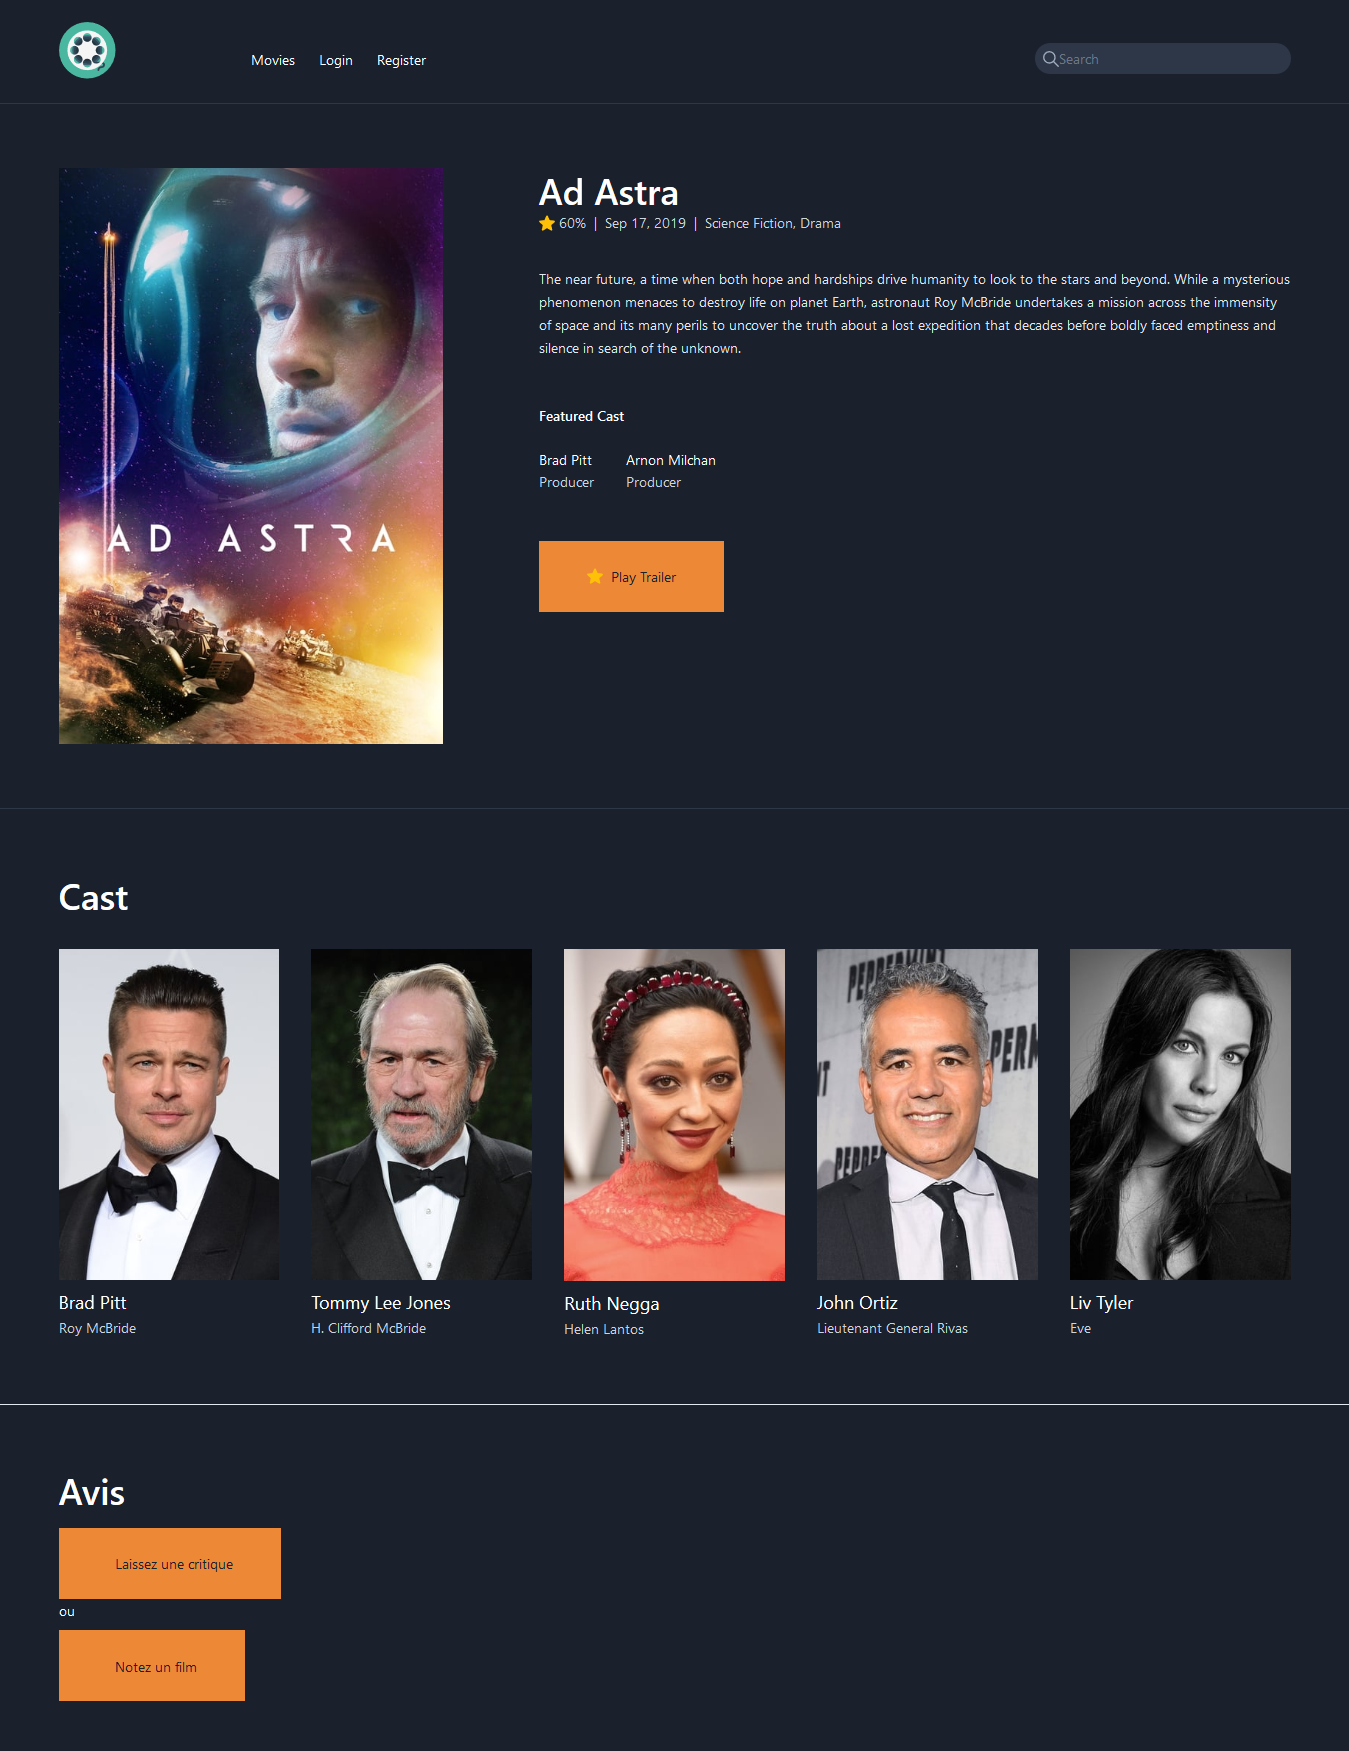 Movies Login Register Search
Ad Astra
60% | Sep 17, 2019 | Science Fiction, Drama
The near future, a time when both hope and hardships drive humanity to look to the stars and beyond. While a mysterious
phenomenon menaces to destroy life on planet Earth, astronaut Roy McBride undertakes a mission across the immensity
of space and its many perils to uncover the truth about a lost expedition that decades before boldly faced emptiness and
silence in search of the unknown.
Featured Cast
Brad Pitt Arnon Milchan
Producer Producer
AD ASTRA
Play Trailer
Cast
PEPPERMINT
PERM
NT
PEPPER
Brad Pitt Tommy Lee Jones Ruth Negga John Ortiz Liv Tyler
Roy McBride H. Clifford McBride Helen Lantos Lieutenant General Rivas Eve
Avis
Laissez une critique
ou
Notez un film